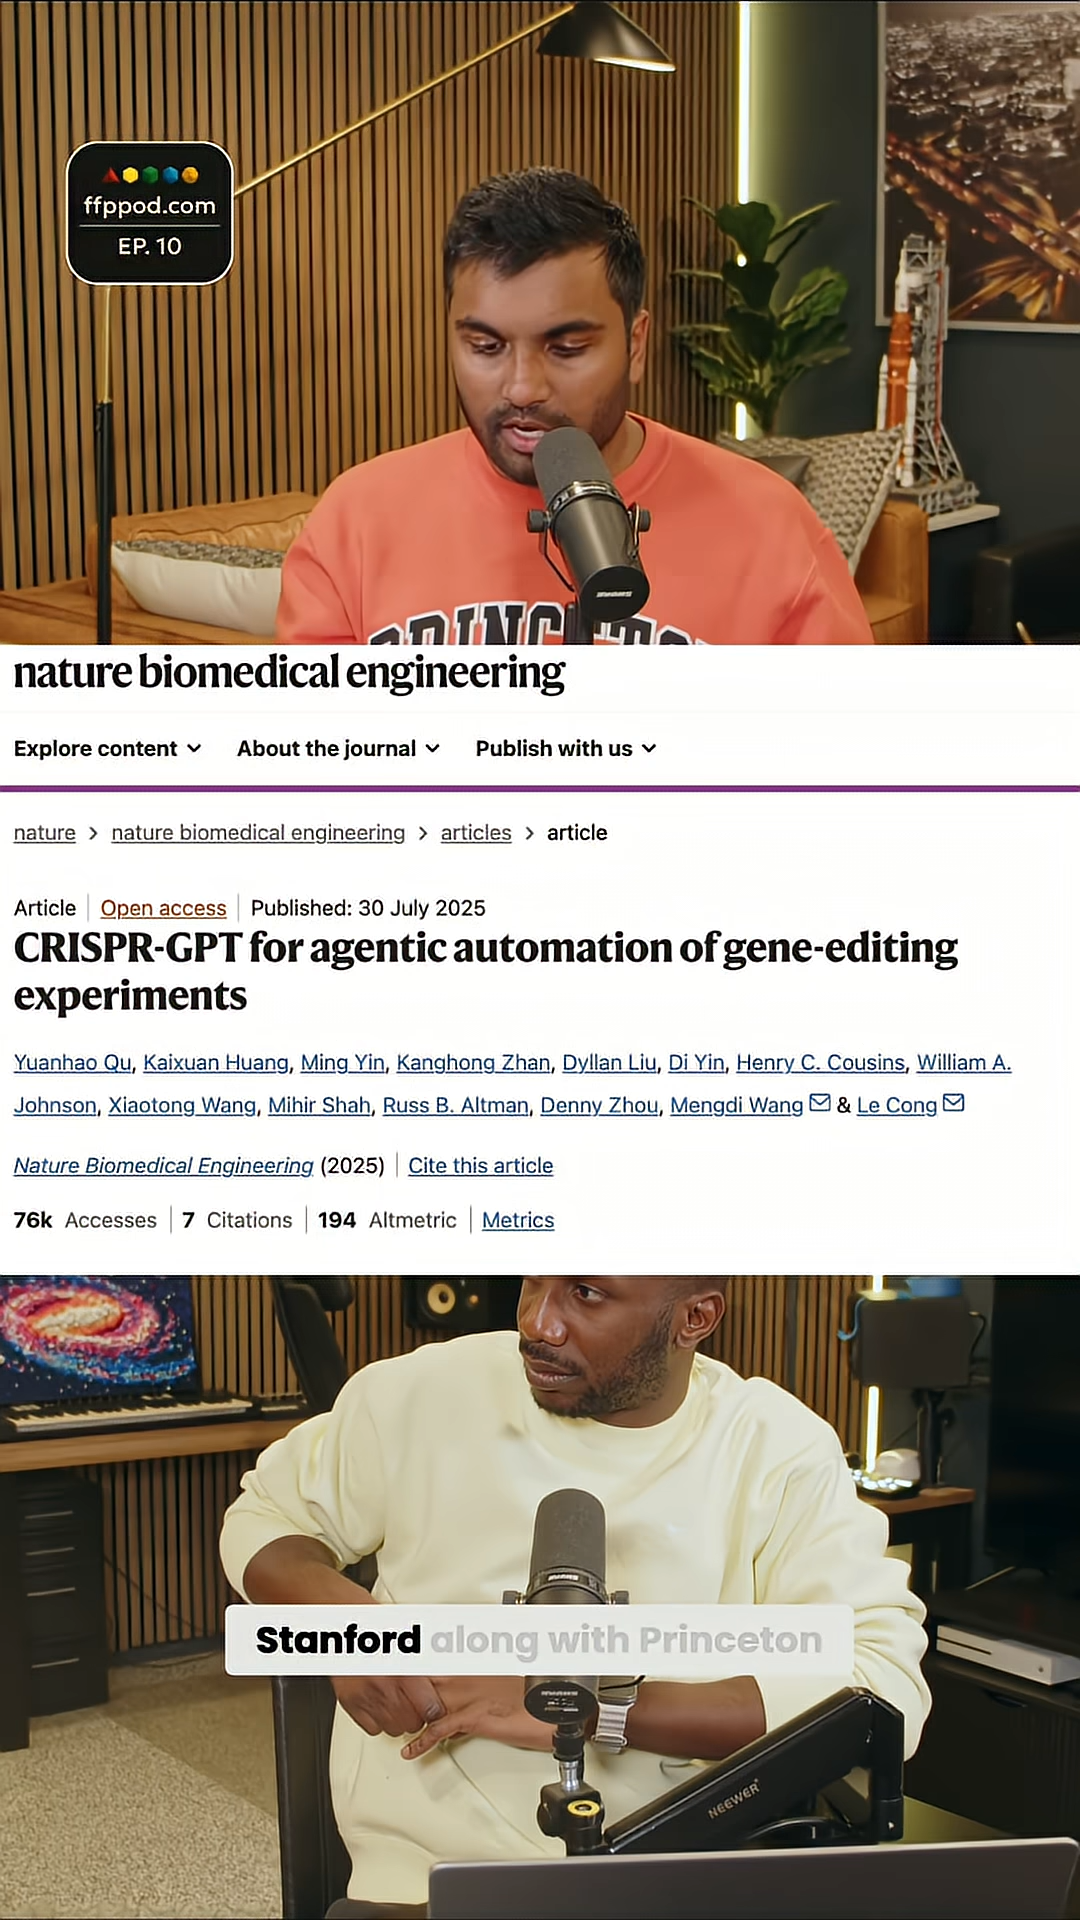 ffppod.com
EP. 10
PRINCETON
nature biomedical engineering
Explore content About the journal Publish with us
nature > nature biomedical engineering > articles > article
Article | Open access | Published: 30 July 2025
CRISPR-GPT for agentic automation of gene-editing
experiments
Yuanhao Qu, Kaixuan Huang, Ming Yin, Kanghong Zhan, Dyllan Liu, Di Yin, Henry C. Cousins, William A.
Johnson, Xiaotong Wang, Mihir Shah, Russ B. Altman, Denny Zhou, Mengdi Wang & Le Cong
Nature Biomedical Engineering (2025) | Cite this article
76k Accesses | 7 Citations | 194 Altmetric | Metrics
Stanford along with Princeton
NEEWER